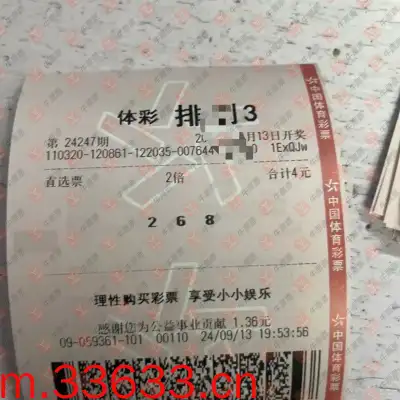 体彩 排 3
第 24247期 月13日开奖
110320-120861-122035-007644 1ExQJw
直选票 2倍 合计4元
2 6 8
理性购买彩票 享受小小娱乐
感谢您为公益事业贡献 1.36元
09-059361-101 00110 24/09/13 19:53:56
中国体育彩票
中国体育彩票
m.33633.cn